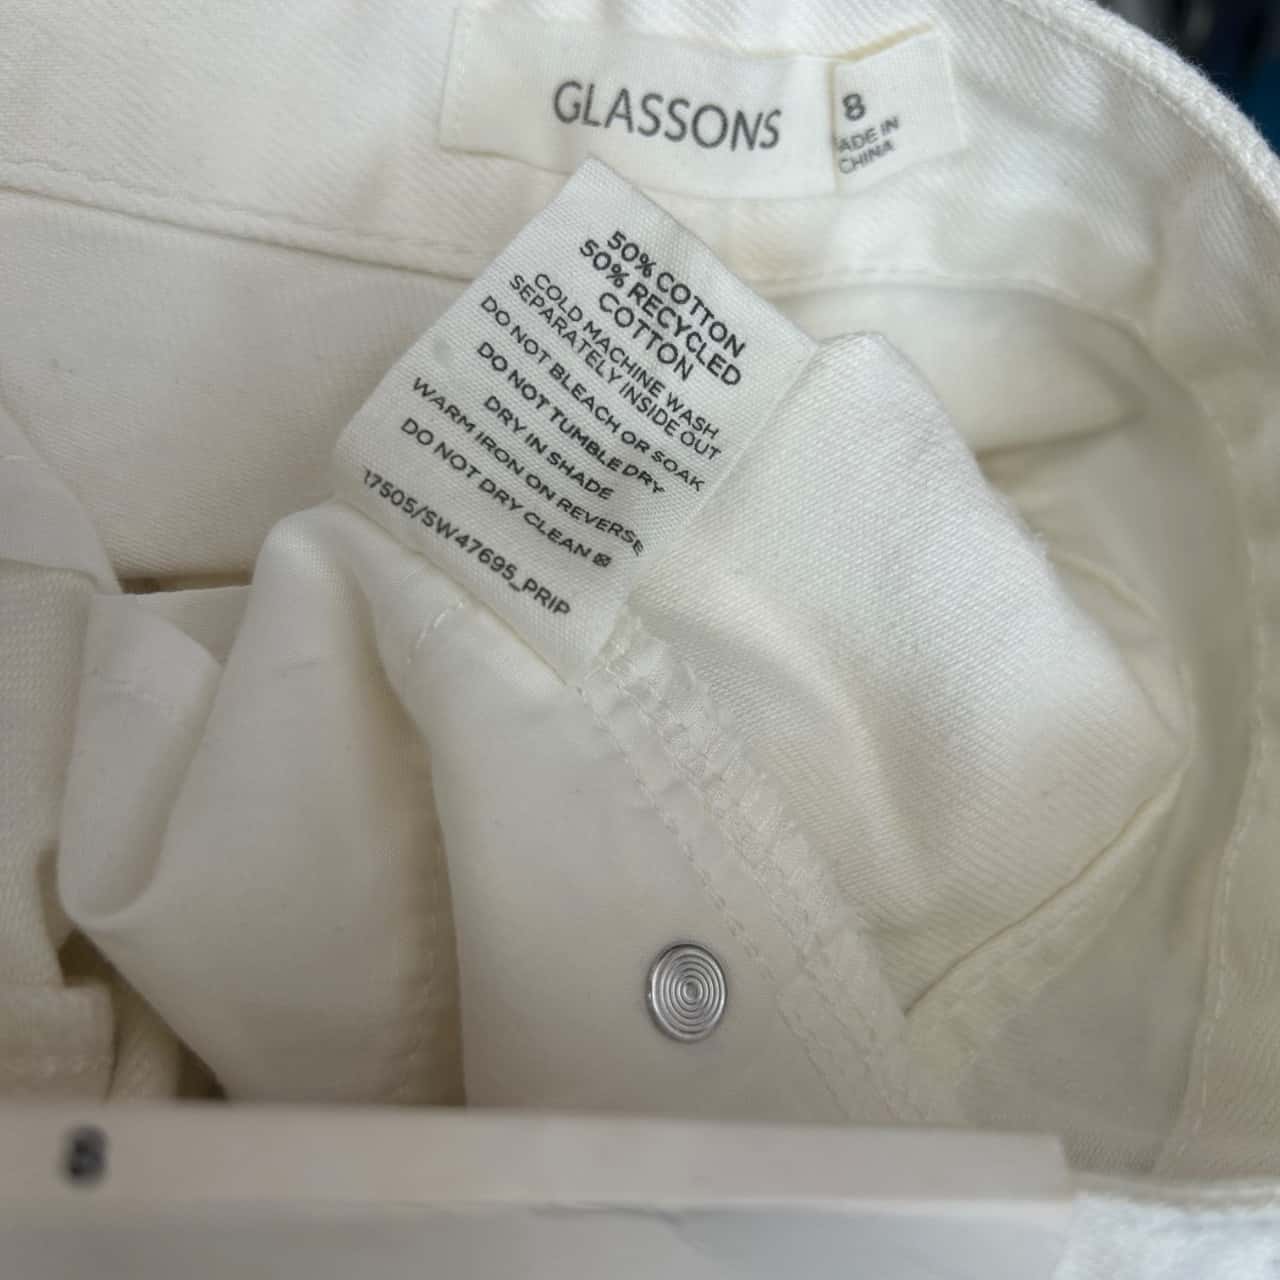 GLASSONS
8
ADE IN
CHINA
50% COTTON
50% RECYCLED
COTTON
COLD MACHINE WASH,
SEPARATELY INSIDE OUT
DO NOT BLEACH OR SOAK
DO NOT TUMBLE DRY
DRY IN SHADE
WARM IRON ON REVERSE
DO NOT DRY CLEAN
17505/SW47695_PRIP